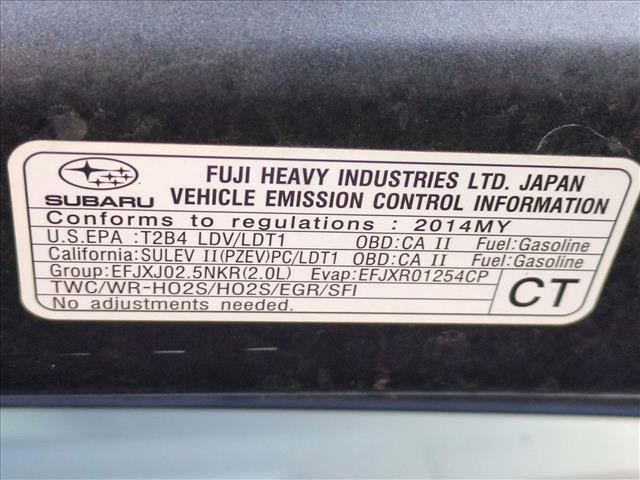 SUBARU
FUJI HEAVY INDUSTRIES LTD. JAPAN
VEHICLE EMISSION CONTROL INFORMATION
Conforms to regulations : 2014MY
U.S.EPA :T2B4 LDV/LDT1 OBD:CA II Fuel:Gasoline
California:SULEV II(PZEV)PC/LDT1 OBD:CA II Fuel:Gasoline
Group:EFJXJ02.5NKR(2.0L) Evap:EFJXR01254CP
TWC/WR-HO2S/HO2S/EGR/SFI
No adjustments needed.
CT